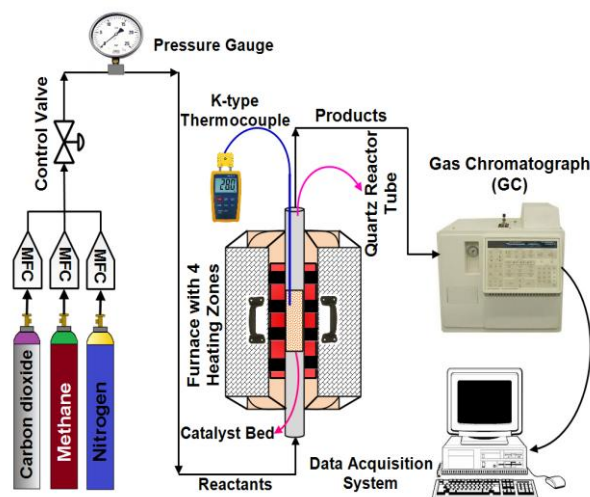 Pressure Gauge
K-type
Thermocouple
Products
Control Valve
Quartz Reactor
Tube
Gas Chromatograph
(GC)
MFC
MFC
MFC
Furnace with 4
Heating Zones
Carbon dioxide
Methane
Nitrogen
Catalyst Bed
Reactants
Data Acquisition
System